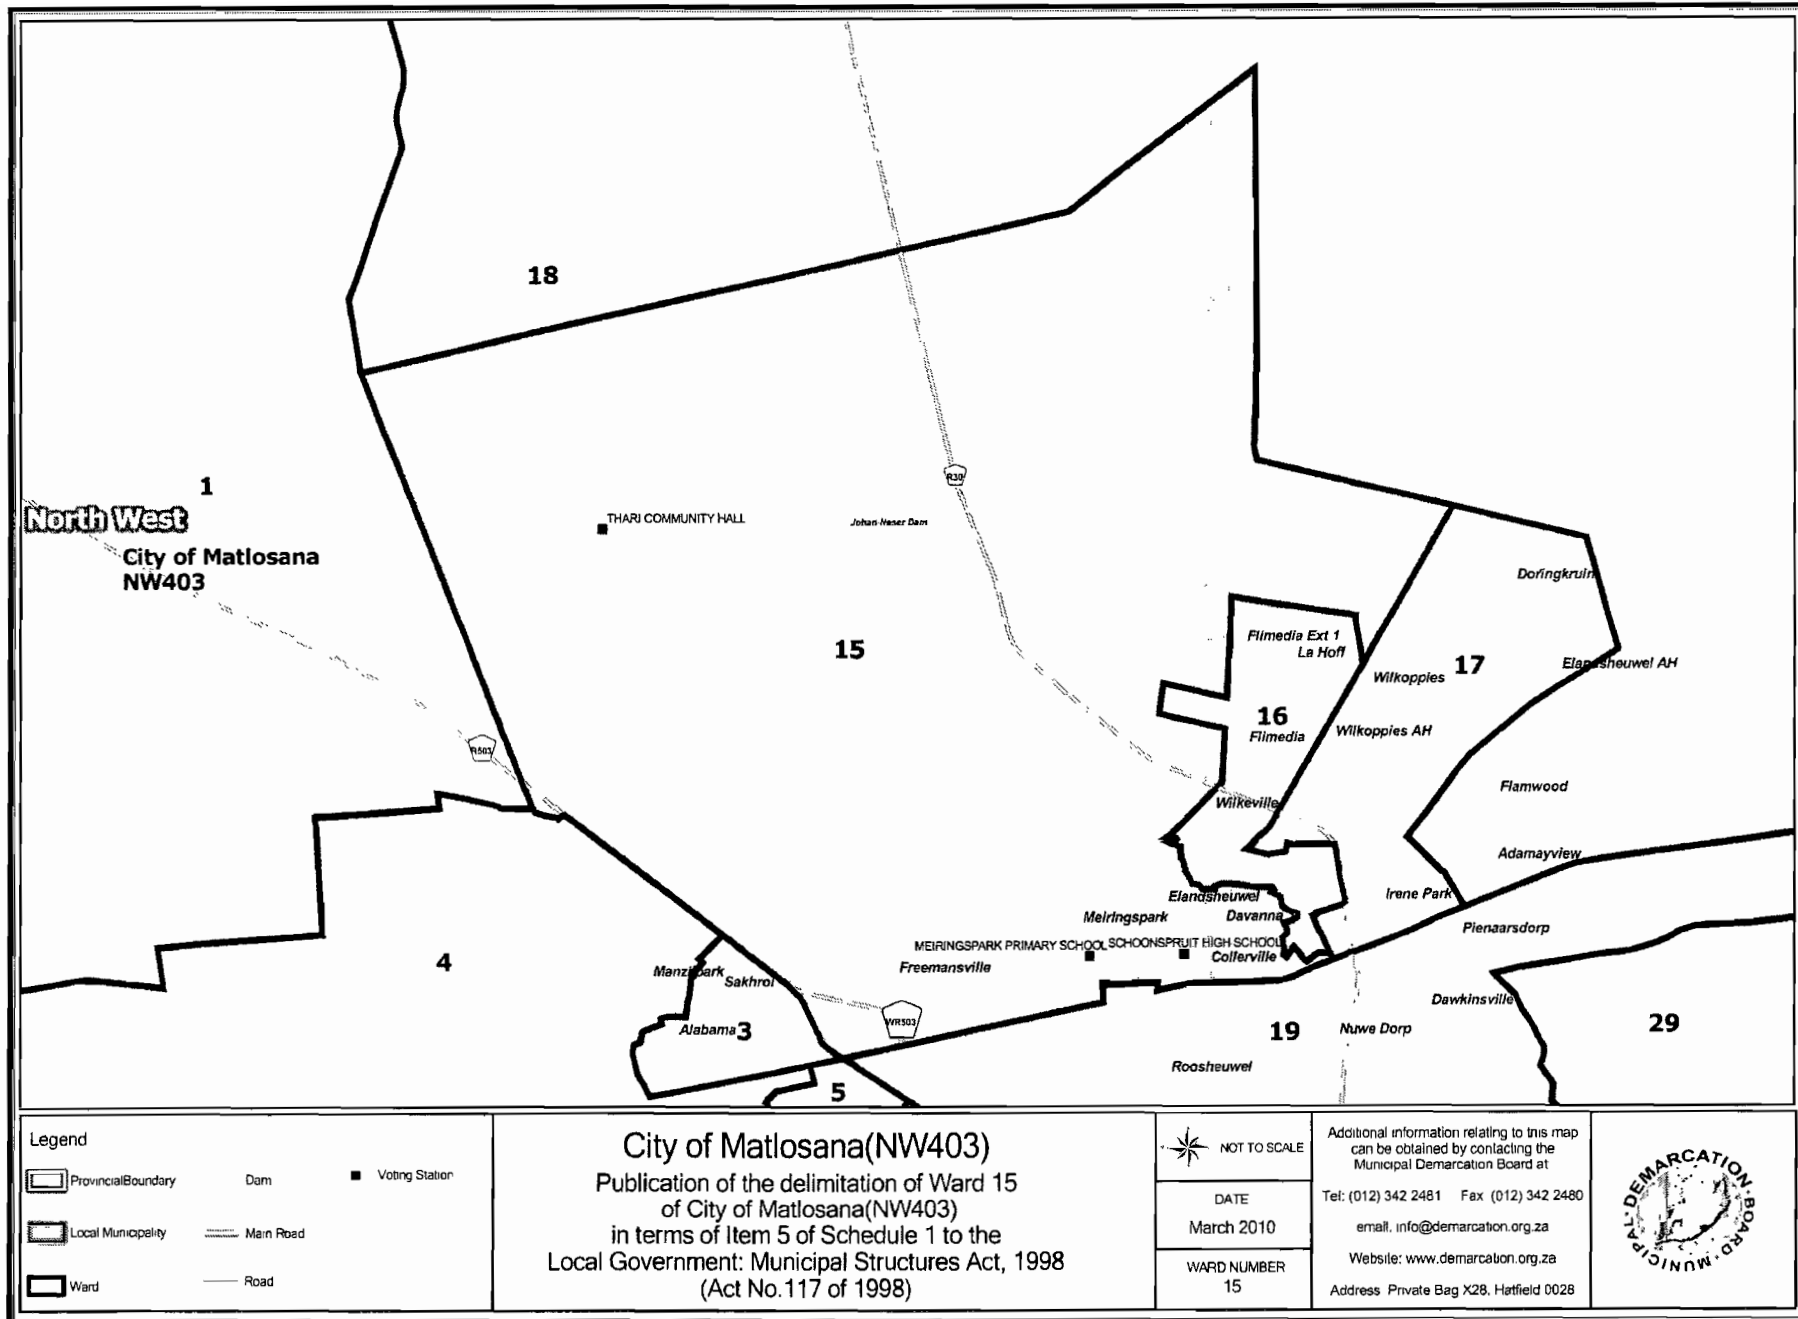 18
R30
1
North West
City of Matlosana
NW403
THARI COMMUNITY HALL
Johan Neser Dam
Doringkruin
15
Flimedia Ext 1
La Hoff
Elandsheuwel AH
Wilkoppies
17
16
Flimedia
Wilkoppies AH
R503
Flamwood
Wilkeville
Adamayview
Elandsheuwel
Irene Park
Meiringspark
Davanna
Pienaarsdorp
MEIRINGSPARK PRIMARY SCHOOL
SCHOONSPRUIT HIGH SCHOOL
Collerville
4
Freemansville
Manzilpark
Sakhrol
Dawkinsville
WR503
Alabama
3
19
Nuwe Dorp
29
Roosheuwel
5
Legend
ProvincialBoundary
Dam
Voting Station
Local Municipality
Main Road
Ward
Road
City of Matlosana(NW403)
Publication of the delimitation of Ward 15
of City of Matlosana(NW403)
in terms of Item 5 of Schedule 1 to the
Local Government: Municipal Structures Act, 1998
(Act No.117 of 1998)
NOT TO SCALE
DATE
March 2010
WARD NUMBER
15
Additional information relating to this map
can be obtained by contacting the
Municipal Demarcation Board at
Tel: (012) 342 2481 Fax (012) 342 2480
email. info@demarcation.org.za
Website: www.demarcation.org.za
Address Private Bag X28, Hatfield 0028
MUNICIPAL · DEMARCATION · BOARD